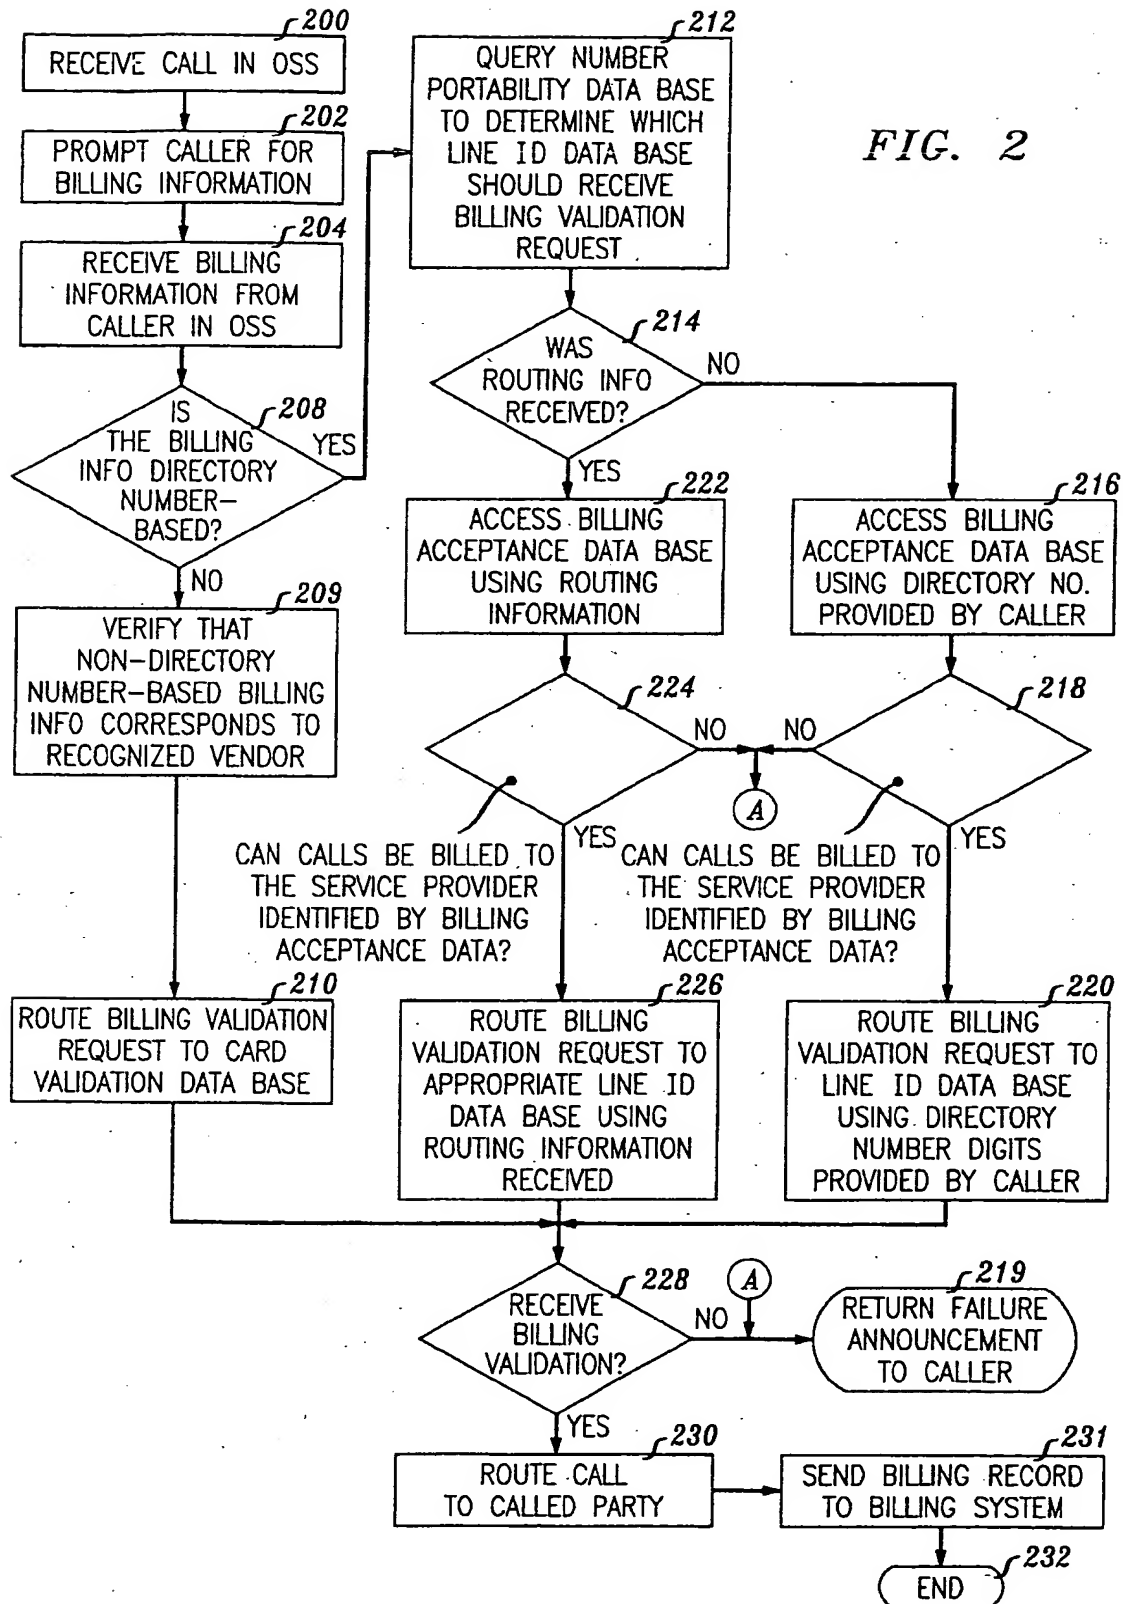 200
RECEIVE CALL IN OSS
202
PROMPT CALLER FOR
BILLING INFORMATION
204
RECEIVE BILLING
INFORMATION FROM
CALLER IN OSS
208
IS
THE BILLING
INFO DIRECTORY
NUMBER-
BASED?
YES
NO
209
VERIFY THAT
NON-DIRECTORY
NUMBER-BASED BILLING
INFO CORRESPONDS TO
RECOGNIZED VENDOR
210
ROUTE BILLING VALIDATION
REQUEST TO CARD
VALIDATION DATA BASE
212
QUERY NUMBER
PORTABILITY DATA BASE
TO DETERMINE WHICH
LINE ID DATA BASE
SHOULD RECEIVE
BILLING VALIDATION
REQUEST
FIG. 2
214
WAS
ROUTING INFO
RECEIVED?
NO
YES
222
ACCESS BILLING
ACCEPTANCE DATA BASE
USING ROUTING
INFORMATION
216
ACCESS BILLING
ACCEPTANCE DATA BASE
USING DIRECTORY NO.
PROVIDED BY CALLER
224
NO
YES
CAN CALLS BE BILLED TO
THE SERVICE PROVIDER
IDENTIFIED BY BILLING
ACCEPTANCE DATA?
A
218
NO
YES
CAN CALLS BE BILLED TO
THE SERVICE PROVIDER
IDENTIFIED BY BILLING
ACCEPTANCE DATA?
226
ROUTE BILLING
VALIDATION REQUEST TO
APPROPRIATE LINE ID
DATA BASE USING
ROUTING INFORMATION
RECEIVED
220
ROUTE BILLING
VALIDATION REQUEST TO
LINE ID DATA BASE
USING DIRECTORY
NUMBER DIGITS
PROVIDED BY CALLER
228
RECEIVE
BILLING
VALIDATION?
NO
A
YES
219
RETURN FAILURE
ANNOUNCEMENT
TO CALLER
230
ROUTE CALL
TO CALLED PARTY
231
SEND BILLING RECORD
TO BILLING SYSTEM
232
END